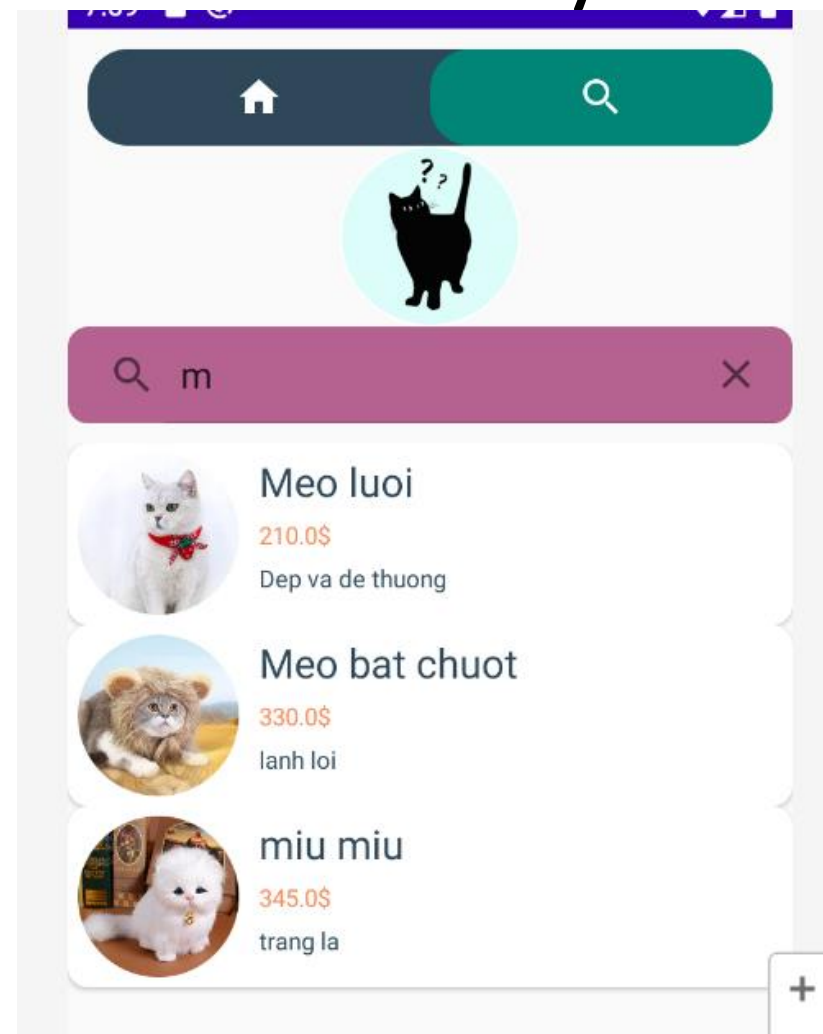 ??
m
Meo luoi
210.0$
Dep va de thuong
Meo bat chuot
330.0$
lanh loi
miu miu
345.0$
trang la